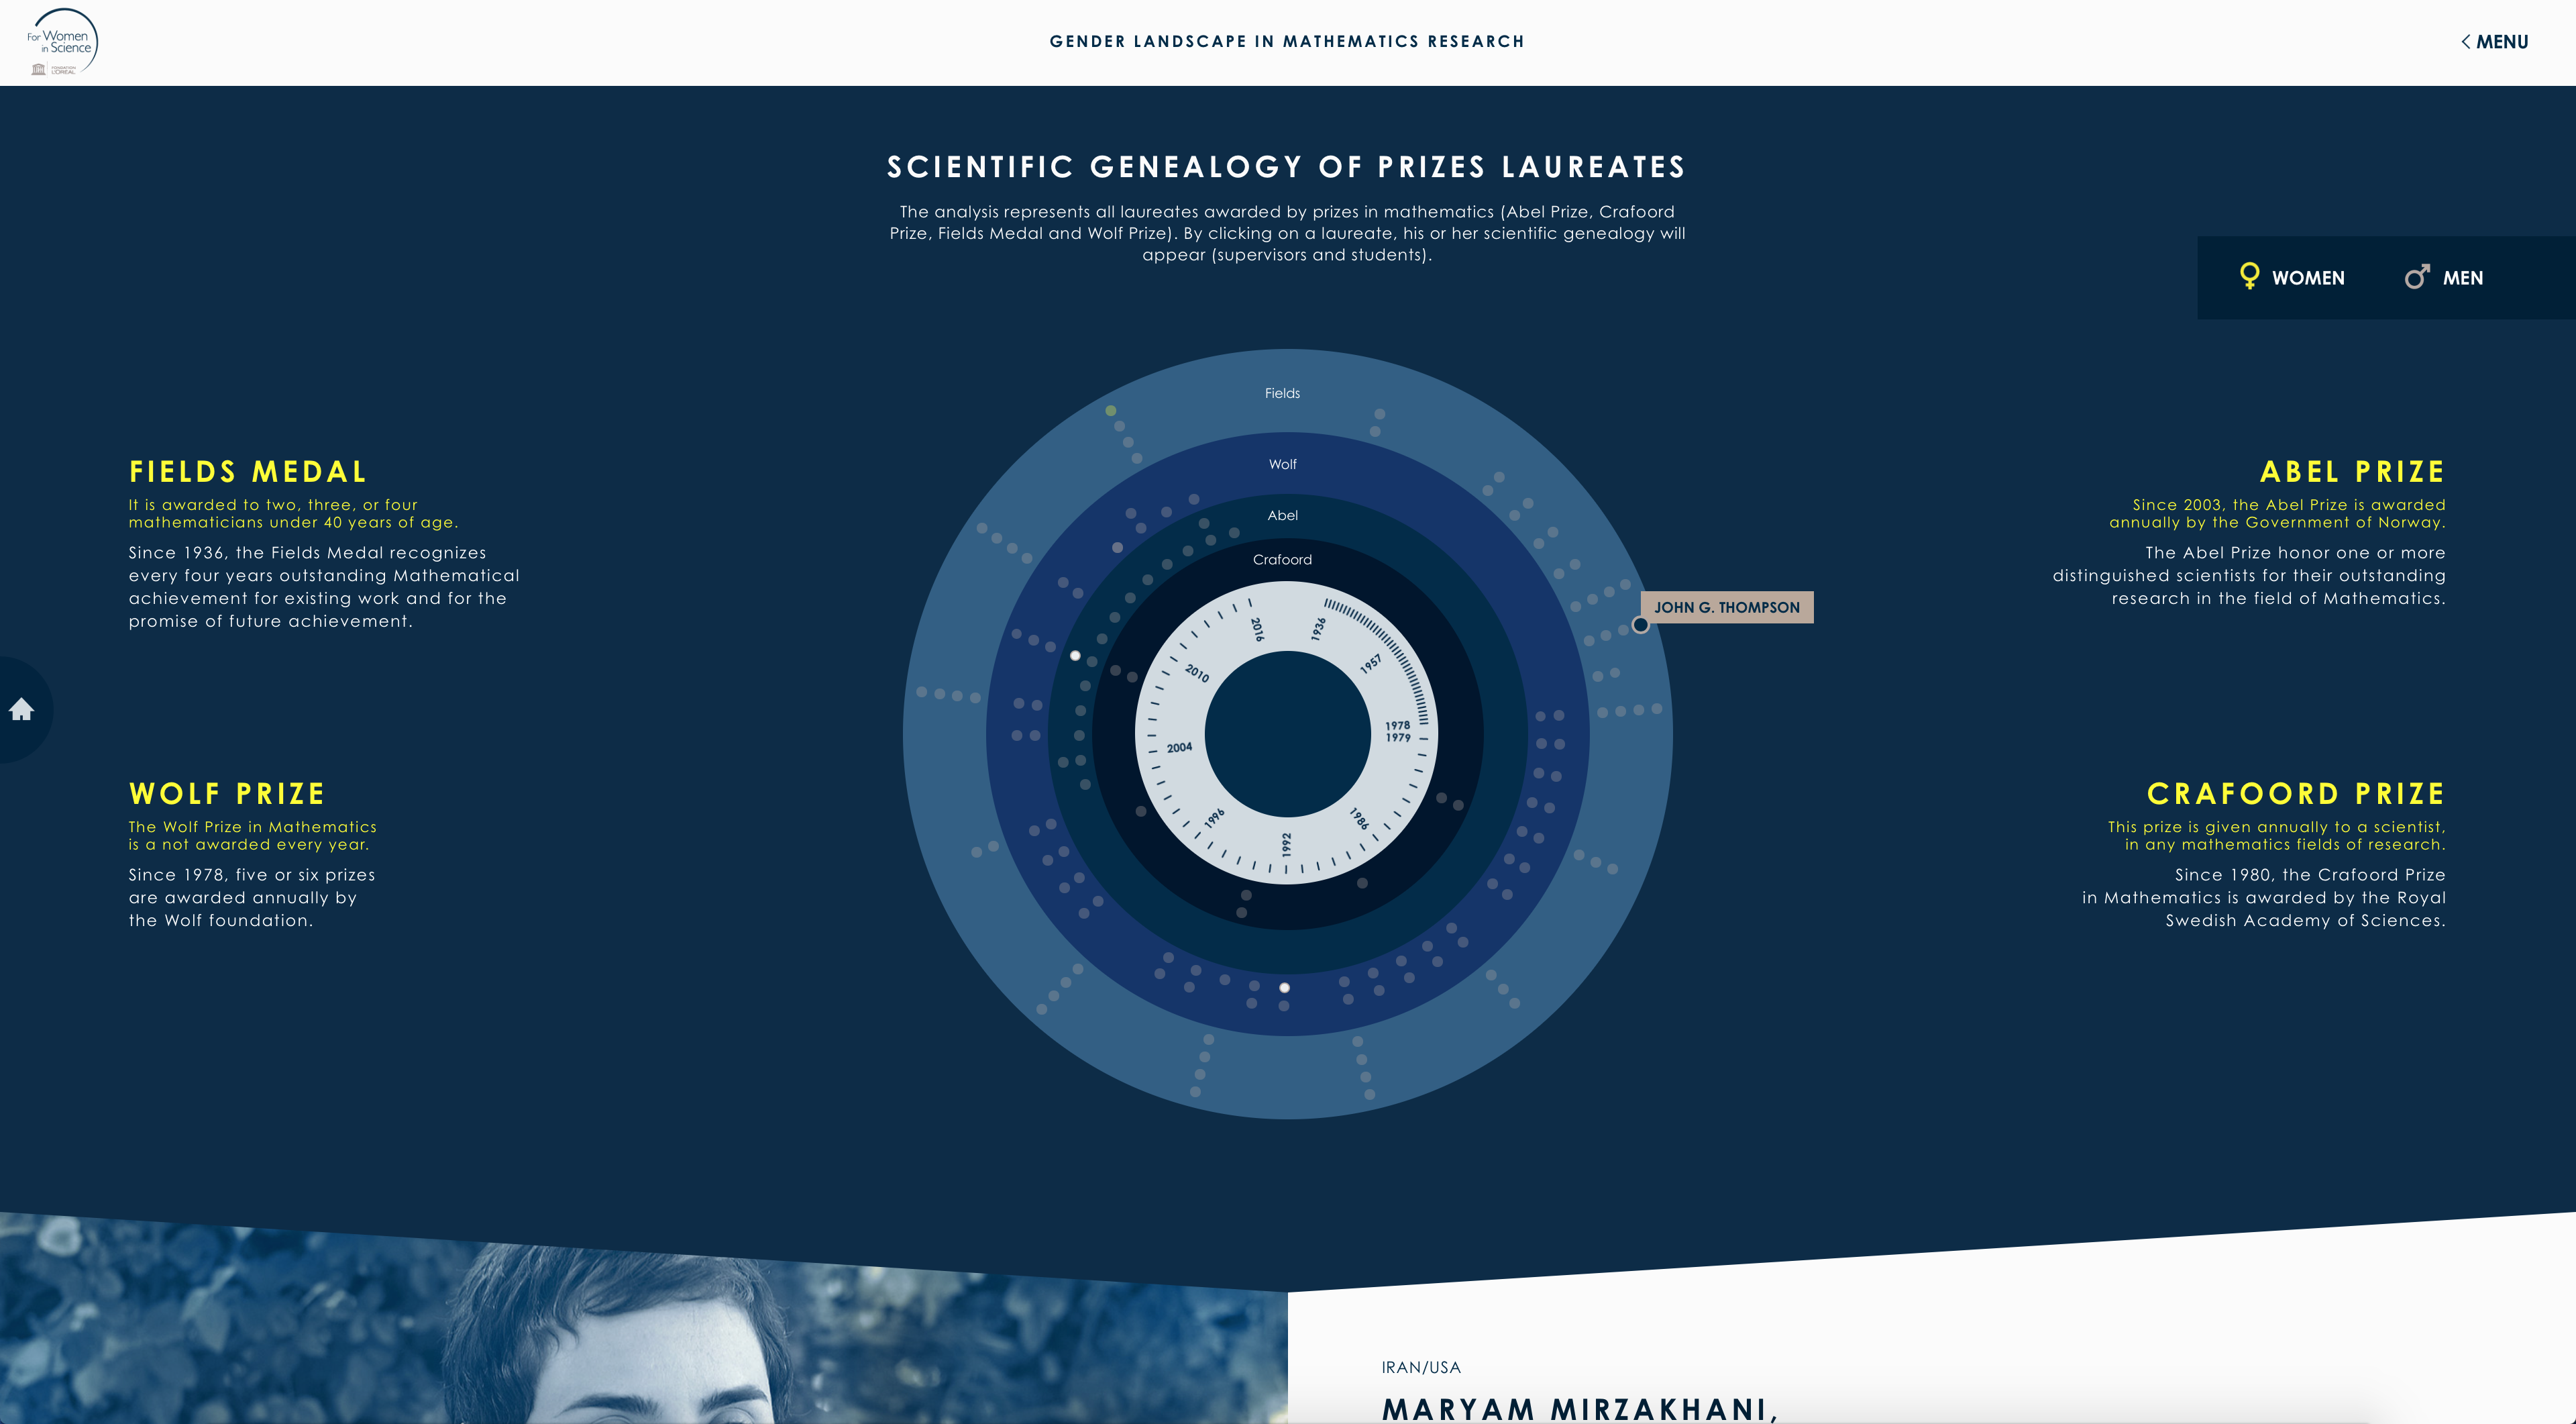 For Women
in Science
FONDATION
L'ORÉAL
GENDER LANDSCAPE IN MATHEMATICS RESEARCH
MENU
SCIENTIFIC GENEALOGY OF PRIZES LAUREATES
The analysis represents all laureates awarded by prizes in mathematics (Abel Prize, Crafoord
Prize, Fields Medal and Wolf Prize). By clicking on a laureate, his or her scientific genealogy will
appear (supervisors and students).
WOMEN
MEN
FIELDS MEDAL
It is awarded to two, three, or four
mathematicians under 40 years of age.
Since 1936, the Fields Medal recognizes
every four years outstanding Mathematical
achievement for existing work and for the
promise of future achievement.
WOLF PRIZE
The Wolf Prize in Mathematics
is a not awarded every year.
Since 1978, five or six prizes
are awarded annually by
the Wolf foundation.
Fields
Wolf
Abel
Crafoord
1936
1957
1978
1979
1986
1992
1996
2004
2010
2016
JOHN G. THOMPSON
ABEL PRIZE
Since 2003, the Abel Prize is awarded
annually by the Government of Norway.
The Abel Prize honor one or more
distinguished scientists for their outstanding
research in the field of Mathematics.
CRAFOORD PRIZE
This prize is given annually to a scientist,
in any mathematics fields of research.
Since 1980, the Crafoord Prize
in Mathematics is awarded by the Royal
Swedish Academy of Sciences.
IRAN/USA
MARYAM MIRZAKHANI,